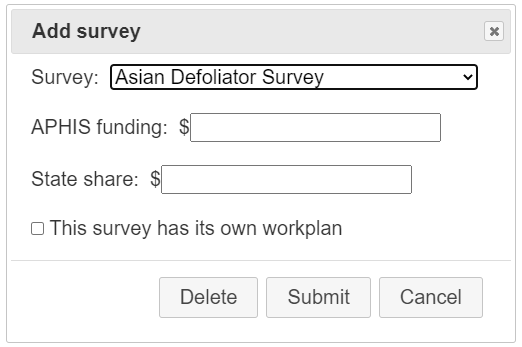 Add survey
Survey: Asian Defoliator Survey
APHIS funding: $
State share: $
This survey has its own workplan
Delete Submit Cancel